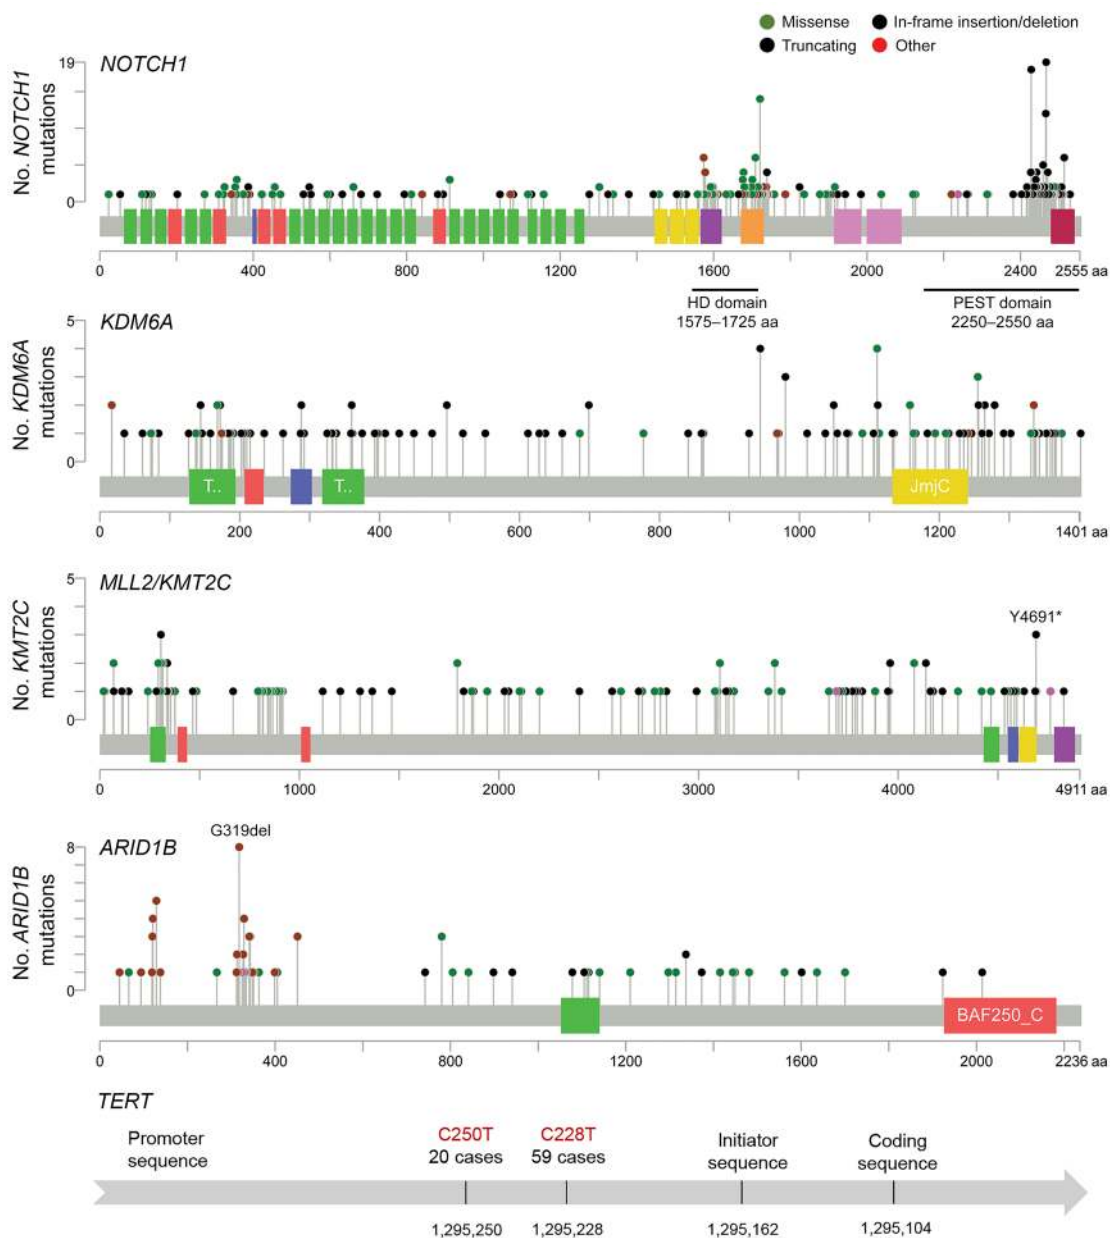 Missense
In-frame insertion/deletion
Truncating
Other
NOTCH1
No. NOTCH1
mutations
19
0
0 400 800 1200 1600 2000 2400 2555 aa
HD domain
1575–1725 aa
PEST domain
2250–2550 aa
KDM6A
No. KDM6A
mutations
5
0
T.. T.. JmjC
0 200 400 600 800 1000 1200 1401 aa
MLL2/KMT2C
No. KMT2C
mutations
5
0
Y4691*
0 1000 2000 3000 4000 4911 aa
G319del
ARID1B
No. ARID1B
mutations
8
0
BAF250_C
0 400 800 1200 1600 2000 2236 aa
TERT
Promoter
sequence
C250T
20 cases
C228T
59 cases
Initiator
sequence
Coding
sequence
1,295,250 1,295,228 1,295,162 1,295,104